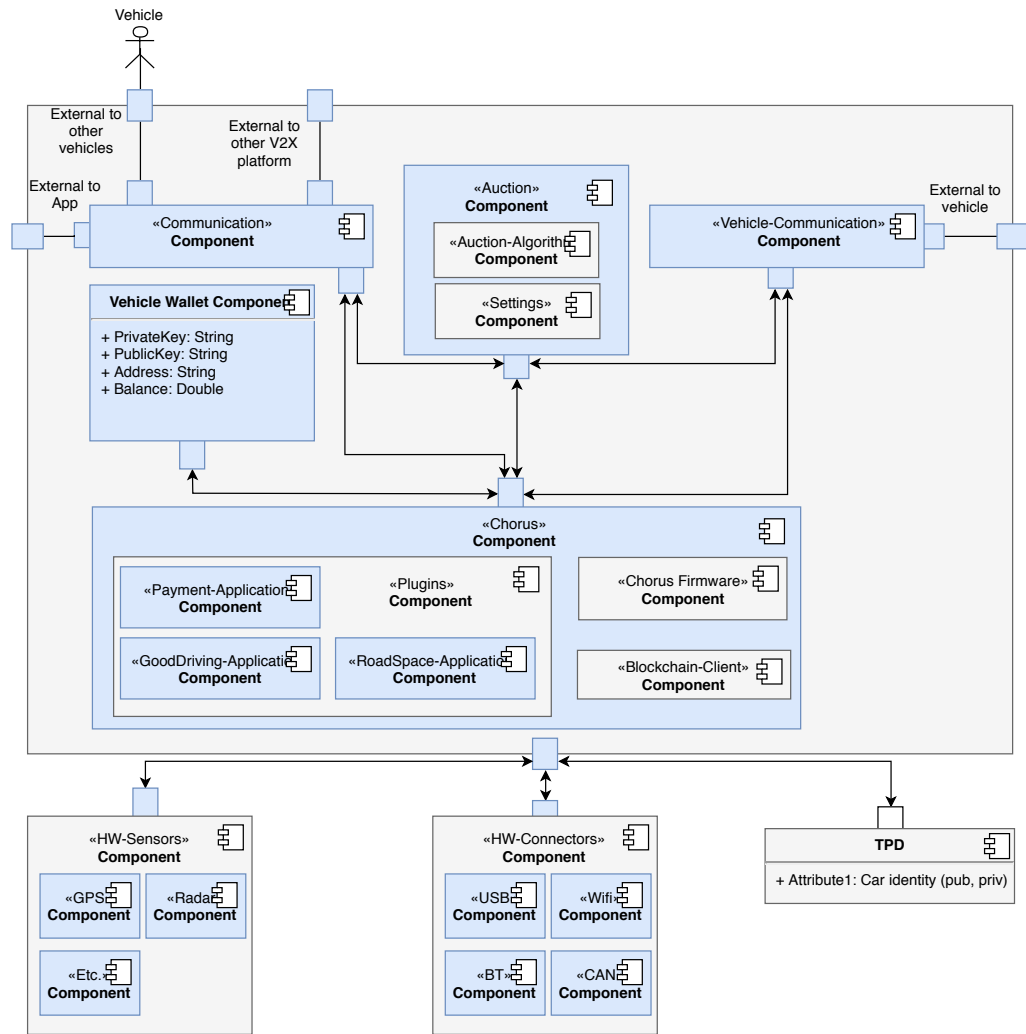 Vehicle
External to
other
vehicles
External to
other V2X
platform
External to
App
«Communication»
Component
«Auction»
Component
«Auction-Algorith
Component
«Settings»
Component
«Vehicle-Communication»
Component
External to
vehicle
Vehicle Wallet Component
+ PrivateKey: String
+ PublicKey: String
+ Address: String
+ Balance: Double
«Chorus»
Component
«Plugins»
Component
«Payment-Application»
Component
«GoodDriving-Applicatio
Component
«RoadSpace-Applicatio
Component
«Chorus Firmware»
Component
«Blockchain-Client»
Component
«HW-Sensors»
Component
«GPS»
Component
«Radar»
Component
«Etc.»
Component
«HW-Connectors»
Component
«USB»
Component
«Wifi»
Component
«BT»
Component
«CAN»
Component
TPD
+ Attribute1: Car identity (pub, priv)